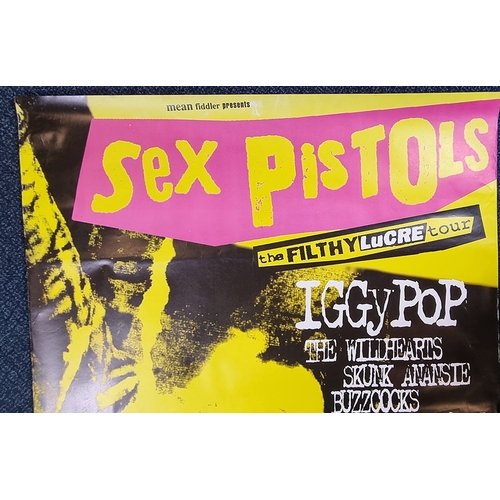 mean fiddler presents
Sex PisTOLs
the FILTHY LuCRE tour
IGGy POP
THE WILDHEARTS
SKUNK ANANSIE
BUZZCOCKS